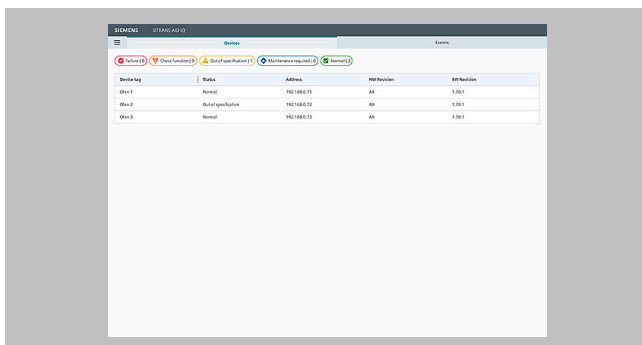 SIEMENS SITRANS AID IQ
Devices Events
Failure | 0 Check function | 0 Out of specification | 1 Maintenance required | 0 Normal | 2
Device tag Status Address HW Revision SW Revision
Ofen 1 Normal 192.168.0.71 AA 1.70.1
Ofen 2 Out of specification 192.168.0.72 AA 1.70.1
Ofen 3 Normal 192.168.0.73 AA 1.70.1